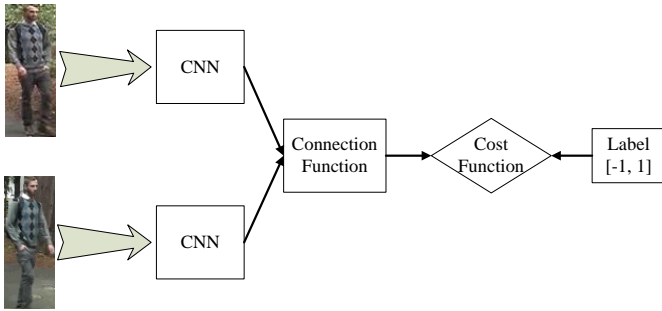 CNN
Connection
Function
Cost
Function
Label
[-1, 1]
CNN